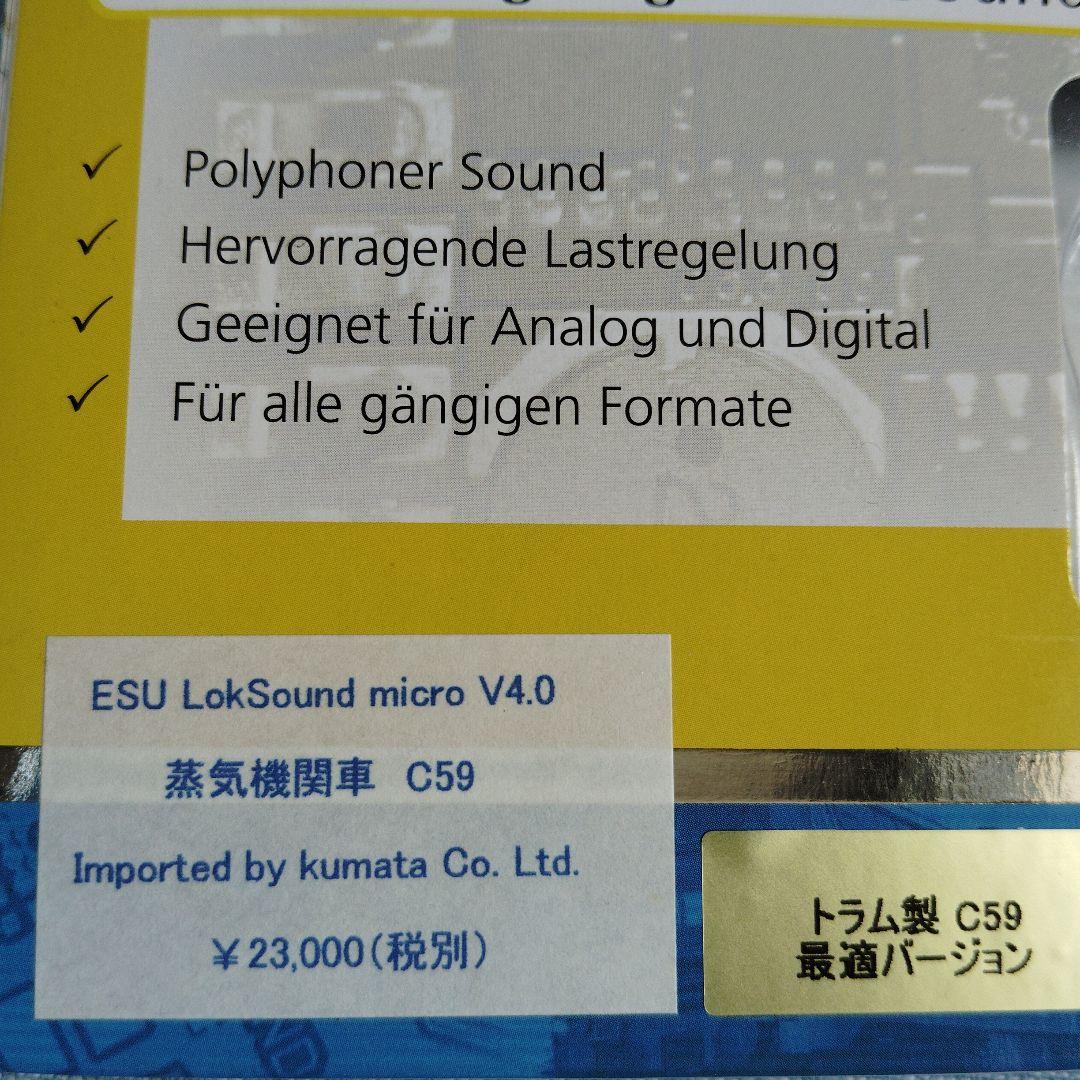 Polyphoner Sound
Hervorragende Lastregelung
Geeignet für Analog und Digital
Für alle gängigen Formate
ESU LokSound micro V4.0
蒸気機関車 C59
Imported by kumata Co. Ltd.
¥23,000(税別)
トラム製 C59
最適バージョン